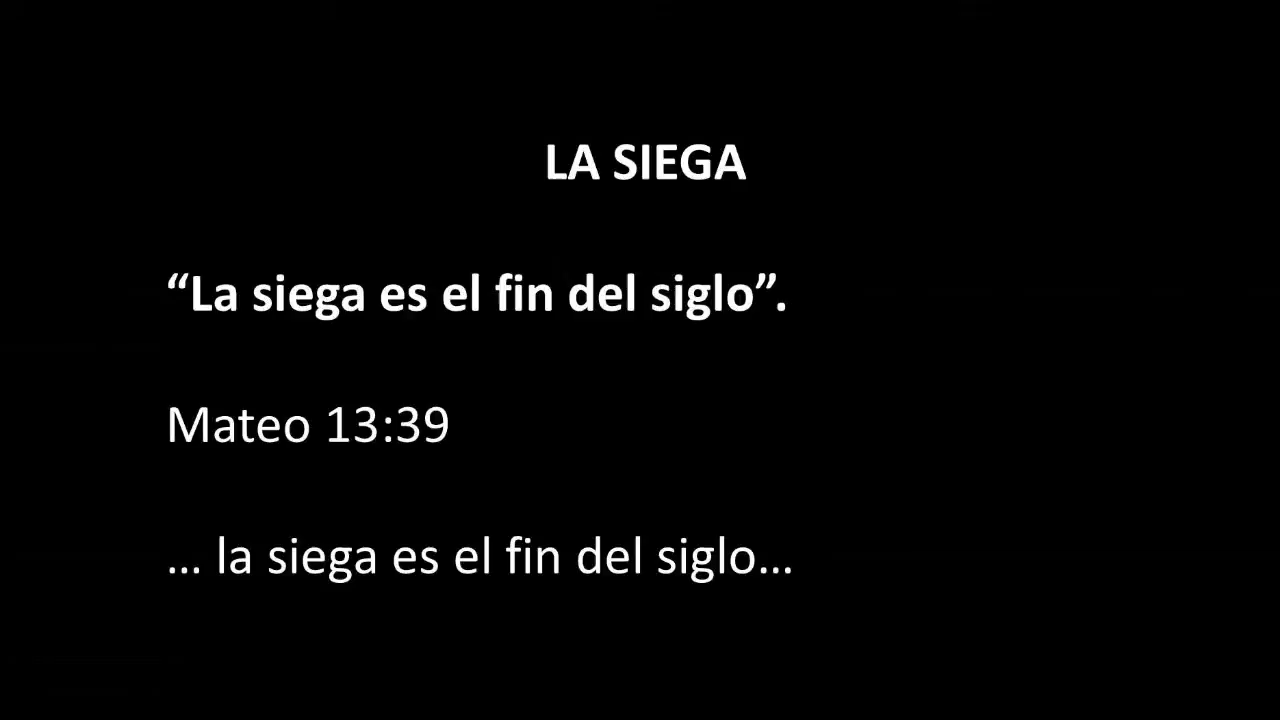 LA SIEGA
“La siega es el fin del siglo”.
Mateo 13:39
… la siega es el fin del siglo…